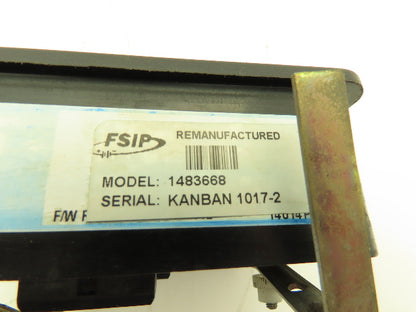 FSIP
REMANUFACTURED
MODEL: 1483668
SERIAL: KANBAN 1017-2
F/W